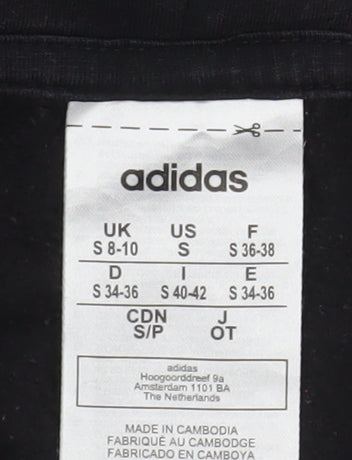 adidas
UK US F
S 8-10 S S 36-38
D I E
S 34-36 S 40-42 S 34-36
CDN J
S/P OT
adidas
Hoogoorddreef 9a
Amsterdam 1101 BA
The Netherlands
MADE IN CAMBODIA
FABRIQUÉ AU CAMBODGE
FABRICADO EN CAMBOYA